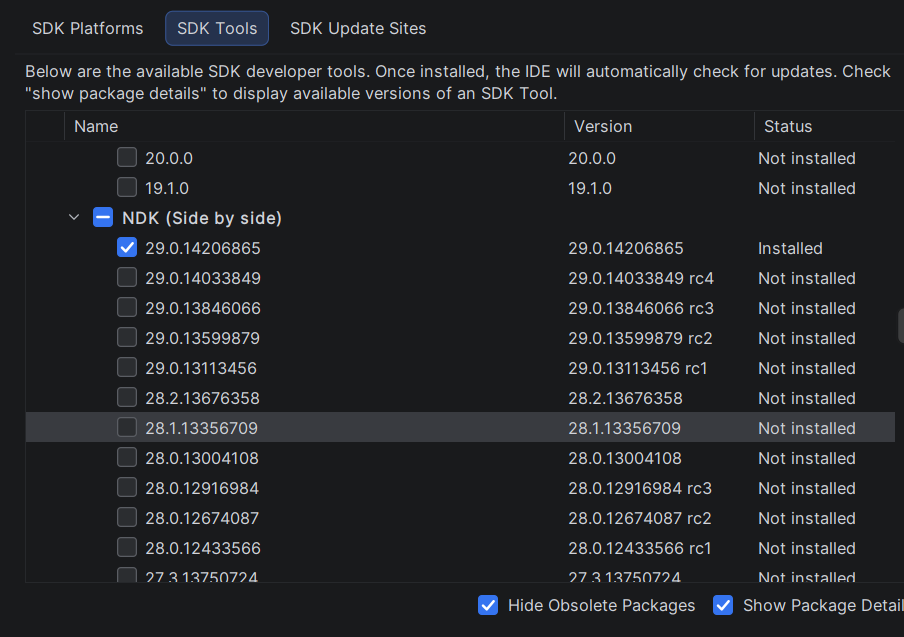 SDK Platforms SDK Tools SDK Update Sites
Below are the available SDK developer tools. Once installed, the IDE will automatically check for updates. Check
"show package details" to display available versions of an SDK Tool.
Name Version Status
20.0.0 20.0.0 Not installed
19.1.0 19.1.0 Not installed
NDK (Side by side)
29.0.14206865 29.0.14206865 Installed
29.0.14033849 29.0.14033849 rc4 Not installed
29.0.13846066 29.0.13846066 rc3 Not installed
29.0.13599879 29.0.13599879 rc2 Not installed
29.0.13113456 29.0.13113456 rc1 Not installed
28.2.13676358 28.2.13676358 Not installed
28.1.13356709 28.1.13356709 Not installed
28.0.13004108 28.0.13004108 Not installed
28.0.12916984 28.0.12916984 rc3 Not installed
28.0.12674087 28.0.12674087 rc2 Not installed
28.0.12433566 28.0.12433566 rc1 Not installed
27.3.13750724 27.3.13750724 Not installed
Hide Obsolete Packages Show Package Detail